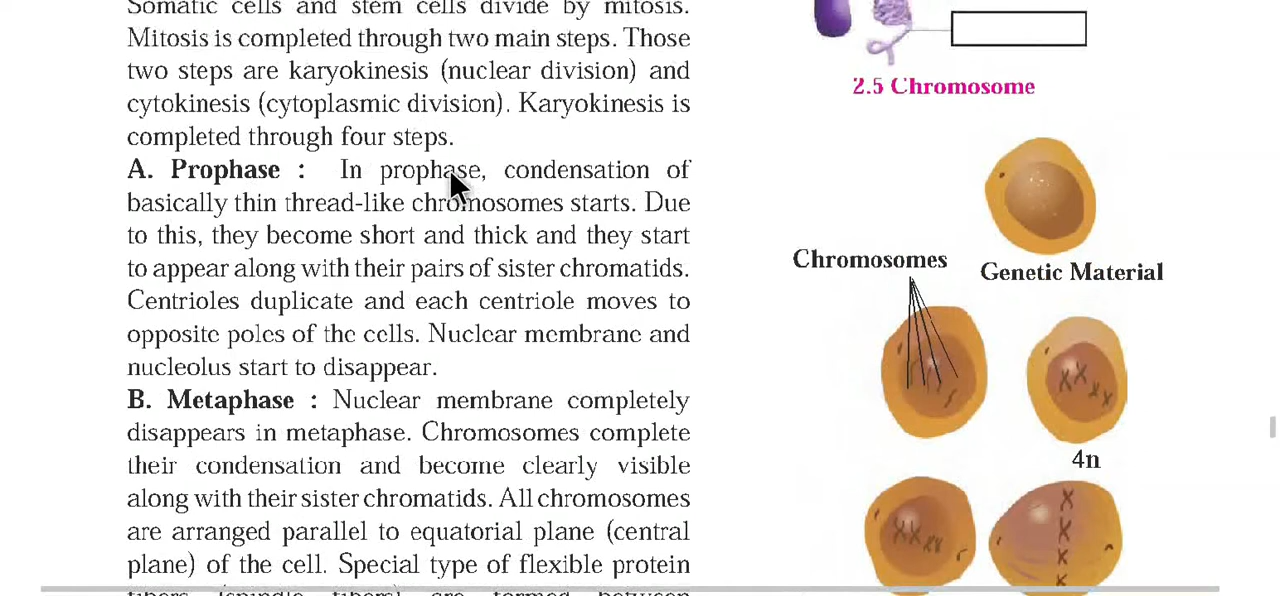 Somatic cells and stem cells divide by mitosis.
Mitosis is completed through two main steps. Those
two steps are karyokinesis (nuclear division) and
cytokinesis (cytoplasmic division). Karyokinesis is
completed through four steps.
A. Prophase : In prophase, condensation of
basically thin thread-like chromosomes starts. Due
to this, they become short and thick and they start
to appear along with their pairs of sister chromatids.
Centrioles duplicate and each centriole moves to
opposite poles of the cells. Nuclear membrane and
nucleolus start to disappear.
B. Metaphase : Nuclear membrane completely
disappears in metaphase. Chromosomes complete
their condensation and become clearly visible
along with their sister chromatids. All chromosomes
are arranged parallel to equatorial plane (central
plane) of the cell. Special type of flexible protein
fibers (spindle fibers) are formed between
2.5 Chromosome
Genetic Material
Chromosomes
4n